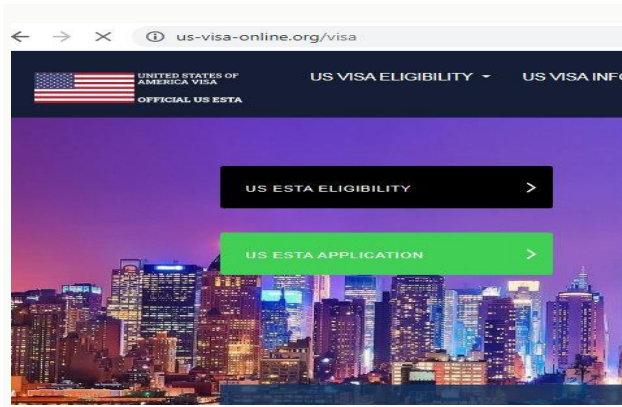 us-visa-online.org/visa
UNITED STATES OF
AMERICA VISA
OFFICIAL US ESTA
US VISA ELIGIBILITY
US VISA INFO
US ESTA ELIGIBILITY
US ESTA APPLICATION